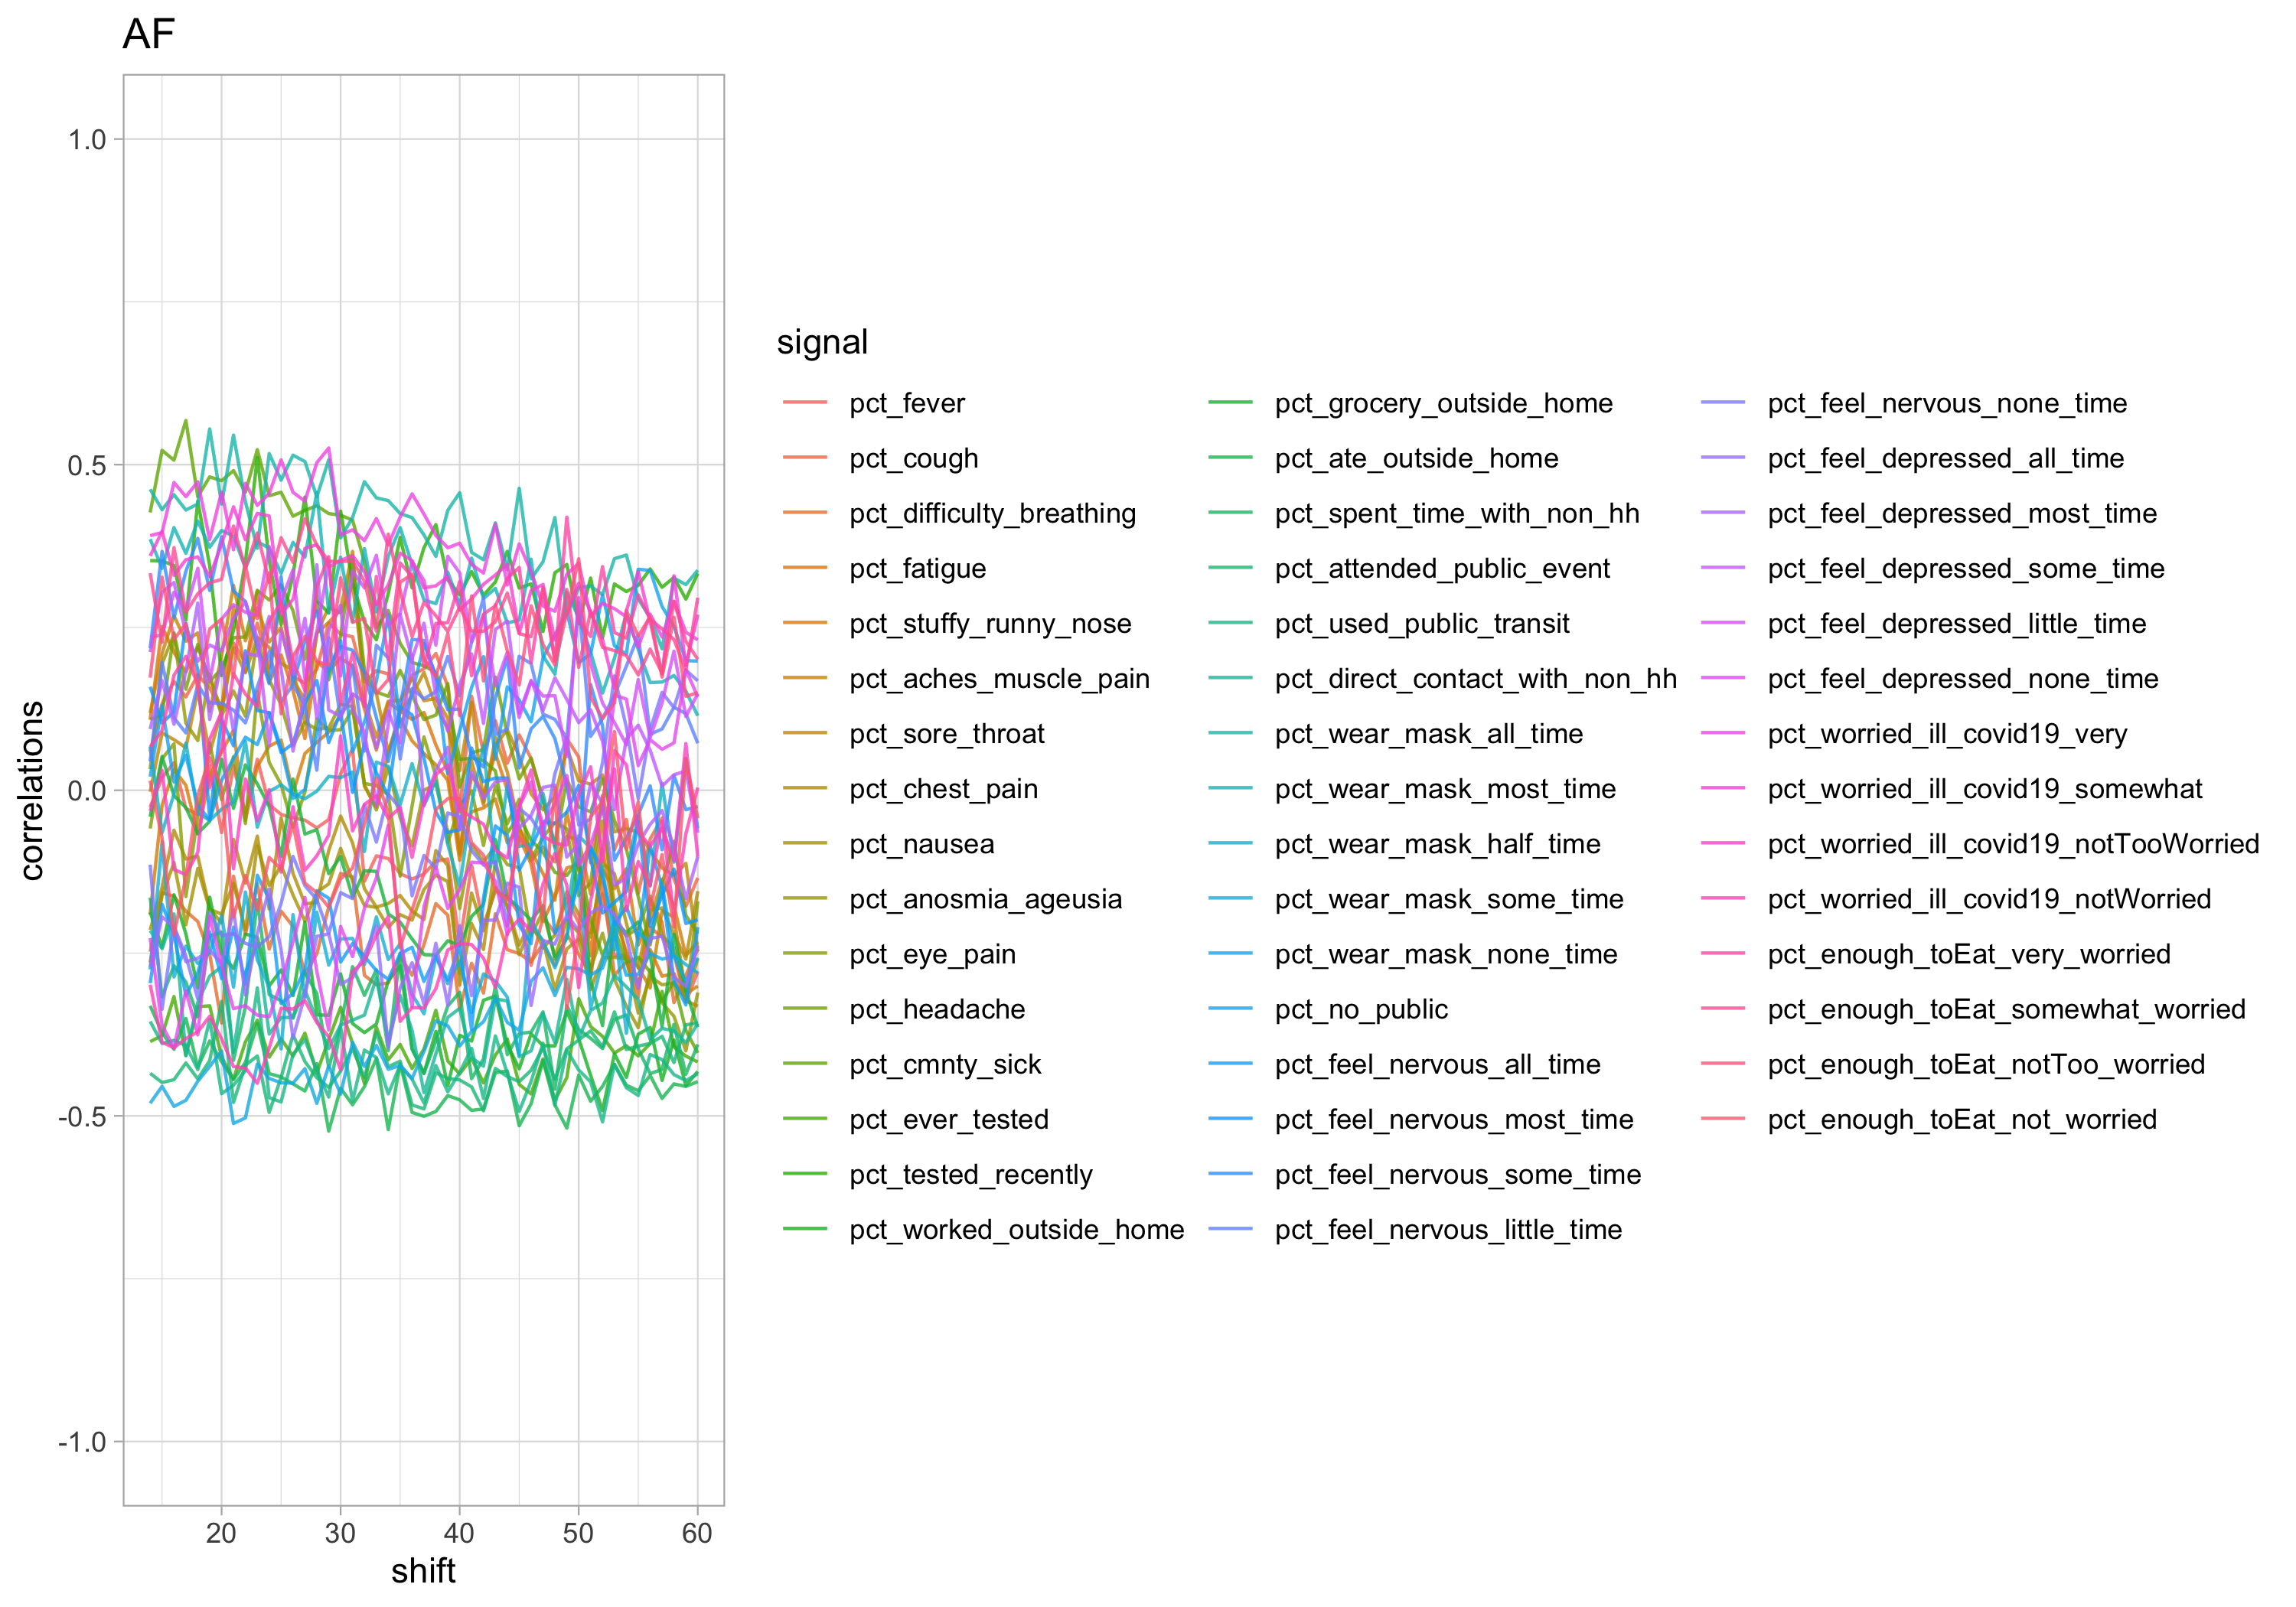 AF
1.0
0.5
0.0
-0.5
-1.0
correlations
20 30 40 50 60
shift
signal
pct_fever
pct_cough
pct_difficulty_breathing
pct_fatigue
pct_stuffy_runny_nose
pct_aches_muscle_pain
pct_sore_throat
pct_chest_pain
pct_nausea
pct_anosmia_ageusia
pct_eye_pain
pct_headache
pct_cmnty_sick
pct_ever_tested
pct_tested_recently
pct_worked_outside_home
pct_grocery_outside_home
pct_ate_outside_home
pct_spent_time_with_non_hh
pct_attended_public_event
pct_used_public_transit
pct_direct_contact_with_non_hh
pct_wear_mask_all_time
pct_wear_mask_most_time
pct_wear_mask_half_time
pct_wear_mask_some_time
pct_wear_mask_none_time
pct_no_public
pct_feel_nervous_all_time
pct_feel_nervous_most_time
pct_feel_nervous_some_time
pct_feel_nervous_little_time
pct_feel_nervous_none_time
pct_feel_depressed_all_time
pct_feel_depressed_most_time
pct_feel_depressed_some_time
pct_feel_depressed_little_time
pct_feel_depressed_none_time
pct_worried_ill_covid19_very
pct_worried_ill_covid19_somewhat
pct_worried_ill_covid19_notTooWorried
pct_worried_ill_covid19_notWorried
pct_enough_toEat_very_worried
pct_enough_toEat_somewhat_worried
pct_enough_toEat_notToo_worried
pct_enough_toEat_not_worried